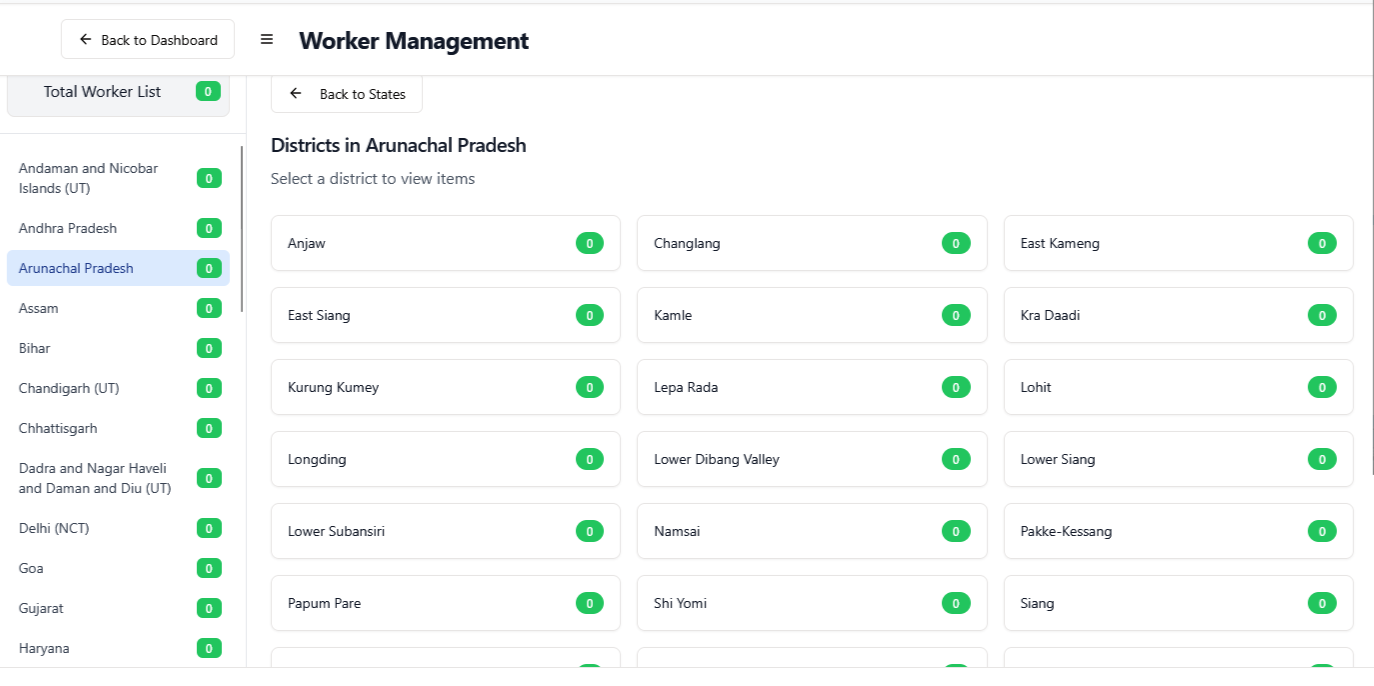 Back to Dashboard
Worker Management
Total Worker List 0
Andaman and Nicobar
Islands (UT) 0
Andhra Pradesh 0
Arunachal Pradesh 0
Assam 0
Bihar 0
Chandigarh (UT) 0
Chhattisgarh 0
Dadra and Nagar Haveli
and Daman and Diu (UT) 0
Delhi (NCT) 0
Goa 0
Gujarat 0
Haryana 0
Back to States
Districts in Arunachal Pradesh
Select a district to view items
Anjaw 0 Changlang 0 East Kameng 0
East Siang 0 Kamle 0 Kra Daadi 0
Kurung Kumey 0 Lepa Rada 0 Lohit 0
Longding 0 Lower Dibang Valley 0 Lower Siang 0
Lower Subansiri 0 Namsai 0 Pakke-Kessang 0
Papum Pare 0 Shi Yomi 0 Siang 0